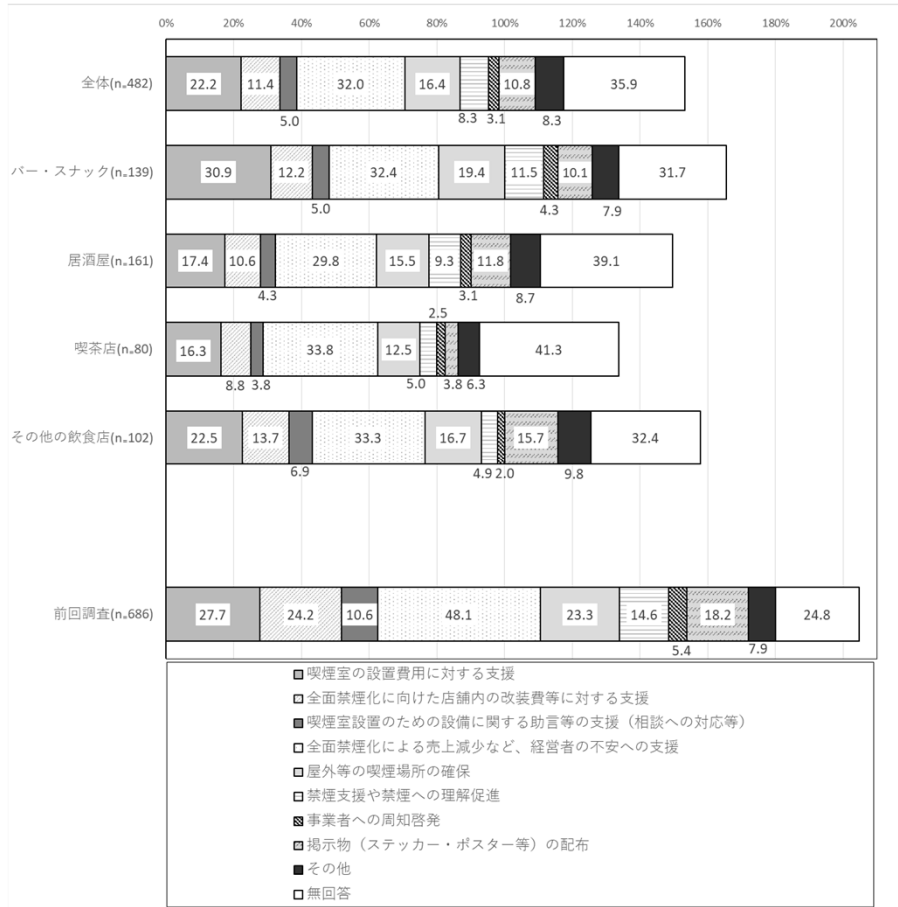 0% 20% 40% 60% 80% 100% 120% 140% 160% 180% 200%
全体(n=482) 22.2 11.4 5.0 32.0 16.4 8.3 3.1 10.8 8.3 35.9
バー・スナック(n=139) 30.9 12.2 5.0 32.4 19.4 11.5 4.3 10.1 7.9 31.7
居酒屋(n=161) 17.4 10.6 4.3 29.8 15.5 9.3 3.1 11.8 8.7 39.1
喫茶店(n=80) 16.3 8.8 3.8 33.8 12.5 5.0 2.5 3.8 6.3 41.3
その他の飲食店(n=102) 22.5 13.7 6.9 33.3 16.7 4.9 2.0 15.7 9.8 32.4
前回調査(n=686) 27.7 24.2 10.6 48.1 23.3 14.6 5.4 18.2 7.9 24.8
喫煙室の設置費用に対する支援
全面禁煙化に向けた店舗内の改装費等に対する支援
喫煙室設置のための設備に関する助言等の支援（相談への対応等）
全面禁煙化による売上減少など、経営者の不安への支援
屋外等の喫煙場所の確保
禁煙支援や禁煙への理解促進
事業者への周知啓発
掲示物（ステッカー・ポスター等）の配布
その他
無回答